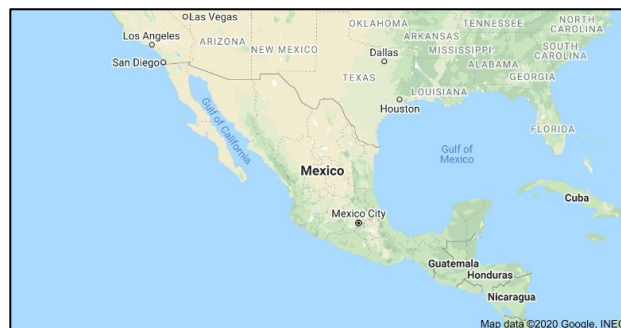 Las Vegas
OKLAHOMA
TENNESSEE
NORTH
CAROLINA
Los Angeles
ARIZONA
NEW MEXICO
ARKANSAS
MISSISSIPPI
SOUTH
CAROLINA
San Diego
Dallas
ALABAMA
TEXAS
GEORGIA
LOUISIANA
Houston
Gulf of California
FLORIDA
Gulf of
Mexico
Mexico
Cuba
Mexico City
Guatemala
Honduras
Nicaragua
Map data ©2020 Google, INEG